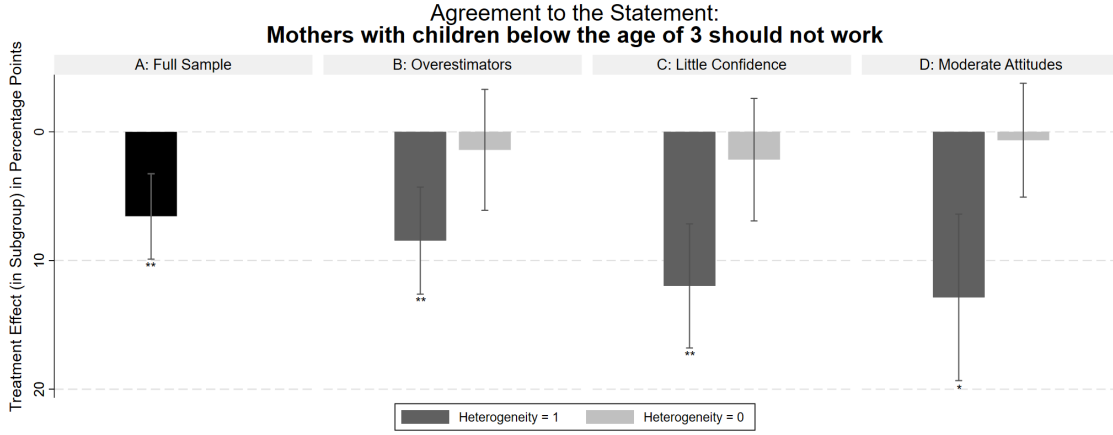 Agreement to the Statement:
Mothers with children below the age of 3 should not work
A: Full Sample
B: Overestimators
C: Little Confidence
D: Moderate Attitudes
Treatment Effect (in Subgroup) in Percentage Points
0
10
20
**
**
**
*
Heterogeneity = 1
Heterogeneity = 0